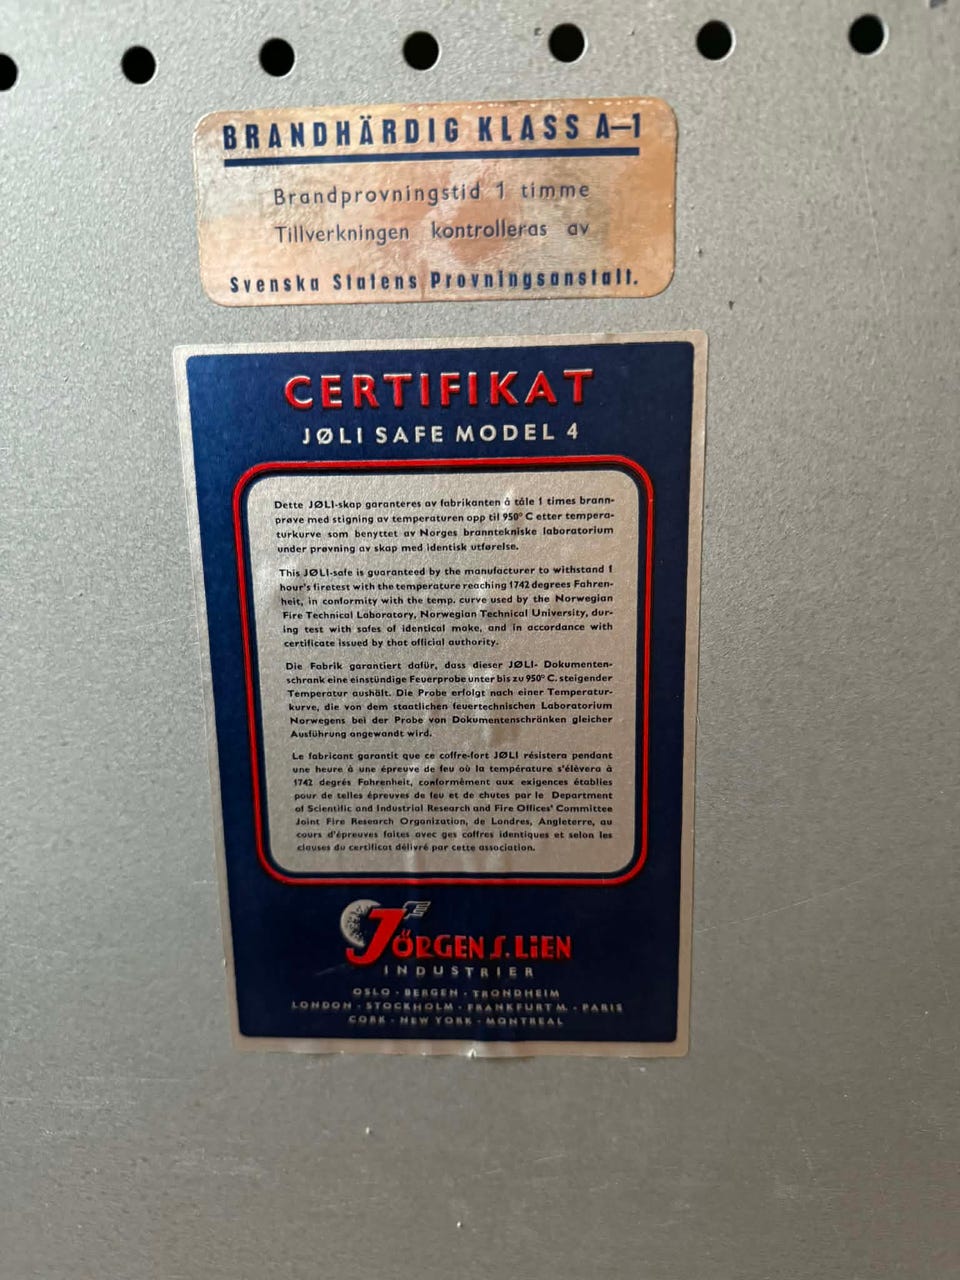 BRANDHÄRDIG KLASS A–1
Brandprovningstid 1 timme
Tillverkningen kontrolleras av
Svenska Statens Provningsanstalt.
CERTIFIKAT
JØLI SAFE MODEL 4
Dette JØLI-skap garanteres av fabrikanten å tåle 1 times brann-
prøve med stigning av temperaturen opp til 950° C etter tempera-
turkurve som benyttet av Norges branntekniske laboratorium
under prøvning av skap med identisk utførelse.
This JØLI-safe is guaranteed by the manufacturer to withstand 1
hour's firetest with the temperature reaching 1742 degrees Fahren-
heit, in conformity with the temp. curve used by the Norwegian
Fire Technical Laboratory, Norwegian Technical University, dur-
ing test with safes of identical make, and in accordance with
certificate issued by that official authority.
Die Fabrik garantiert dafür, dass dieser JØLI- Dokumenten-
schrank eine einstündige Feuerprobe unter bis zu 950° C. steigender
Temperatur aushält. Die Probe erfolgt nach einer Temperatur-
kurve, die von dem staatlichen feuertechnischen Laboratorium
Norwegens bei der Probe von Dokumentenschränken gleicher
Ausführung angewandt wird.
Le fabricant garantit que ce coffre-fort JØLI résistera pendant
une heure à une épreuve de feu où la température s'élèvera à
1742 degrés Fahrenheit, conformèment aux exigences établies
pour de telles épreuves de feu et de chutes par le Department
of Scientific and Industrial Research and Fire Offices' Committee
Joint Fire Research Organization, de Londres, Angleterre, au
cours d'épreuves faites avec ges coffres identiques et selon les
clauses du certificat délivré par cette association.
JÖRGEN S. LIEN
INDUSTRIER
OSLO - BERGEN - TRONDHEIM
LONDON - STOCKHOLM - FRANKFURT M. - PARIS
CORK - NEW YORK - MONTREAL